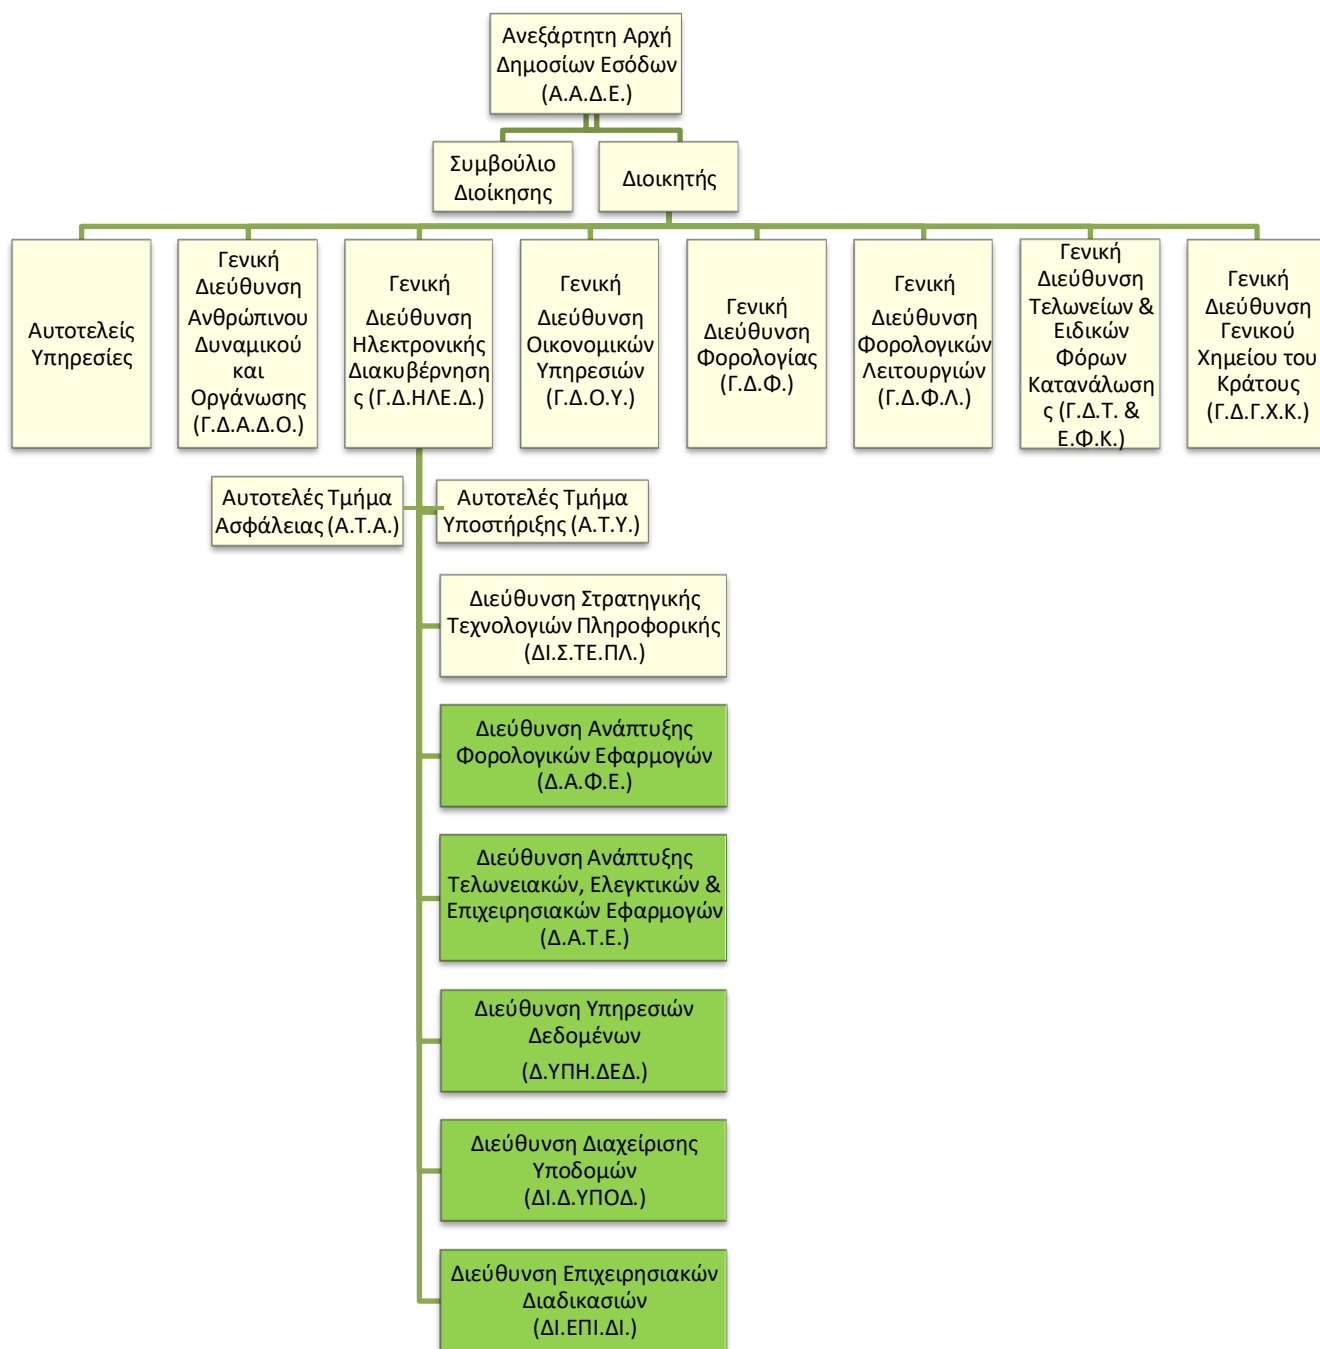 Ανεξάρτητη Αρχή
Δημοσίων Εσόδων
(Α.Α.Δ.Ε.)
Συμβούλιο
Διοίκησης
Διοικητής
Αυτοτελείς
Υπηρεσίες
Γενική
Διεύθυνση
Ανθρώπινου
Δυναμικού
και
Οργάνωσης
(Γ.Δ.Α.Δ.Ο.)
Γενική
Διεύθυνση
Ηλεκτρονικής
Διακυβέρνηση
ς (Γ.Δ.ΗΛΕ.Δ.)
Γενική
Διεύθυνση
Οικονομικών
Υπηρεσιών
(Γ.Δ.Ο.Υ.)
Γενική
Διεύθυνση
Φορολογίας
(Γ.Δ.Φ.)
Γενική
Διεύθυνση
Φορολογικών
Λειτουργιών
(Γ.Δ.Φ.Λ.)
Γενική
Διεύθυνση
Τελωνείων &
Ειδικών
Φόρων
Κατανάλωση
ς (Γ.Δ.Τ. &
Ε.Φ.Κ.)
Γενική
Διεύθυνση
Γενικού
Χημείου του
Κράτους
(Γ.Δ.Γ.Χ.Κ.)
Αυτοτελές Τμήμα
Ασφάλειας (Α.Τ.Α.)
Αυτοτελές Τμήμα
Υποστήριξης (Α.Τ.Υ.)
Διεύθυνση Στρατηγικής
Τεχνολογιών Πληροφορικής
(ΔΙ.Σ.ΤΕ.ΠΛ.)
Διεύθυνση Ανάπτυξης
Φορολογικών Εφαρμογών
(Δ.Α.Φ.Ε.)
Διεύθυνση Ανάπτυξης
Τελωνειακών, Ελεγκτικών &
Επιχειρησιακών Εφαρμογών
(Δ.Α.Τ.Ε.)
Διεύθυνση Υπηρεσιών
Δεδομένων
(Δ.ΥΠΗ.ΔΕΔ.)
Διεύθυνση Διαχείρισης
Υποδομών
(ΔΙ.Δ.ΥΠΟΔ.)
Διεύθυνση Επιχειρησιακών
Διαδικασιών
(ΔΙ.ΕΠΙ.ΔΙ.)